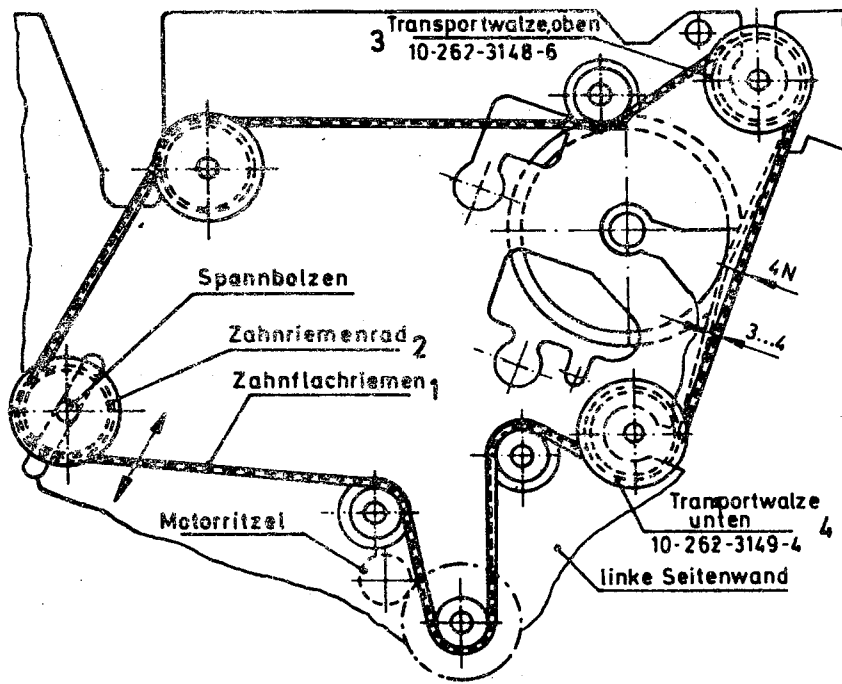 3
Transportwalze,oben
10-262-3148-6
4N
3...4
Spannbolzen
Zahnriemenrad 2
Zahnflachriemen 1
Motorritzel
Tranportwalze
unten
10-262-3149-4
4
linke Seitenwand